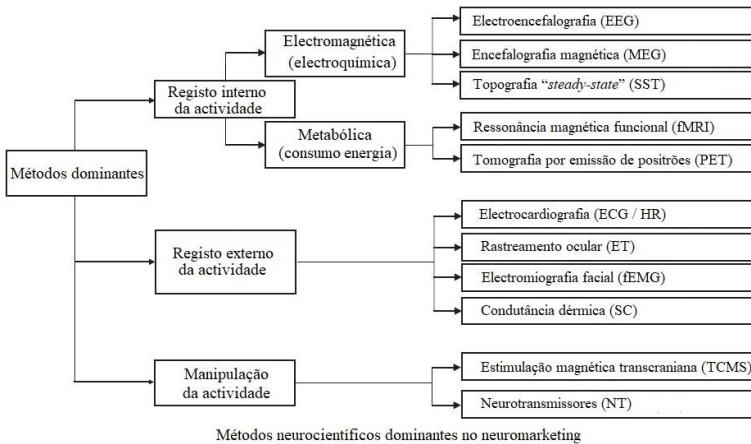 Métodos dominantes
Registo interno
da actividade
Electromagnética
(electroquímica)
Electroencefalografia (EEG)
Encefalografia magnética (MEG)
Topografia “steady-state” (SST)
Metabólica
(consumo energia)
Ressonância magnética funcional (fMRI)
Tomografia por emissão de positrões (PET)
Registo externo
da actividade
Electrocardiografia (ECG / HR)
Rastreamento ocular (ET)
Electromiografia facial (fEMG)
Condutância dérmica (SC)
Manipulação
da actividade
Estimulação magnética transcraniana (TCMS)
Neurotransmissores (NT)
Métodos neurocientíficos dominantes no neuromarketing